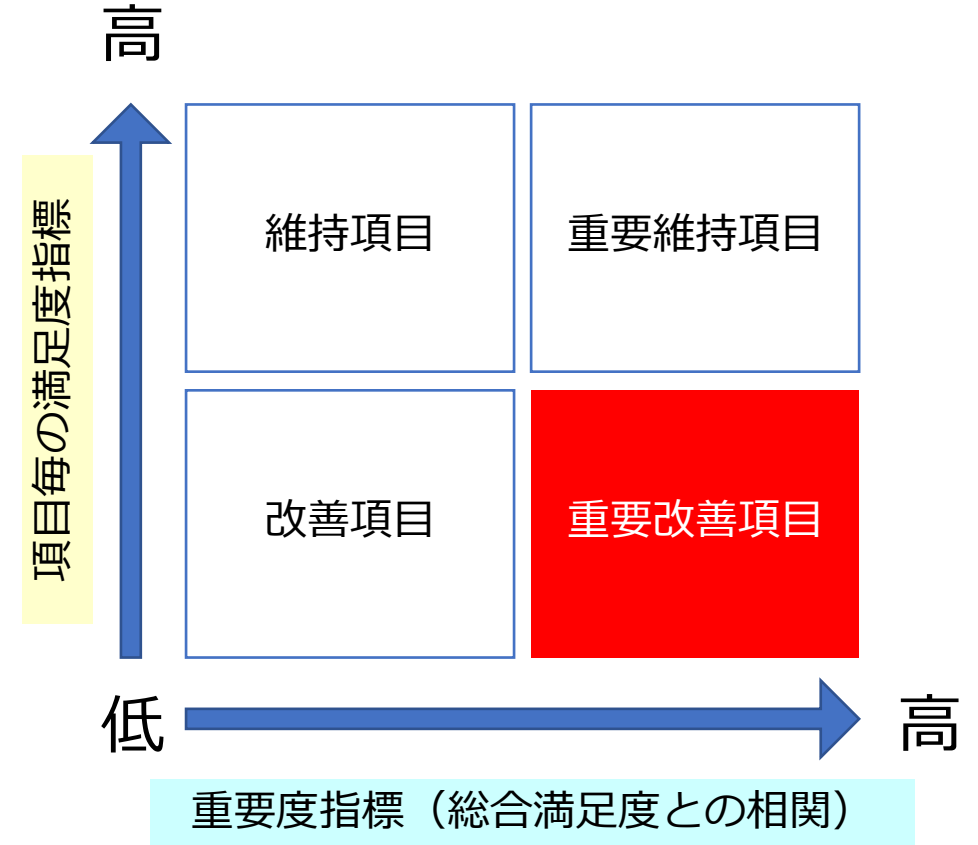 高
項目毎の満足度指標
維持項目
重要維持項目
改善項目
重要改善項目
低
高
重要度指標（総合満足度との相関）